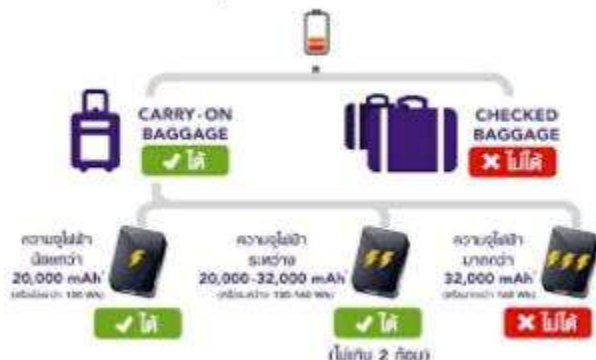 CARRY-ON
BAGGAGE
ได้
CHECKED
BAGGAGE
ไม่ได้
ความจุไฟฟ้า
น้อยกว่า
20,000 mAh*
ได้
ความจุไฟฟ้า
ระหว่าง
20,000-32,000 mAh*
ได้
(ไม่เกิน 2 ก้อน)
ความจุไฟฟ้า
มากกว่า
32,000 mAh*
ไม่ได้